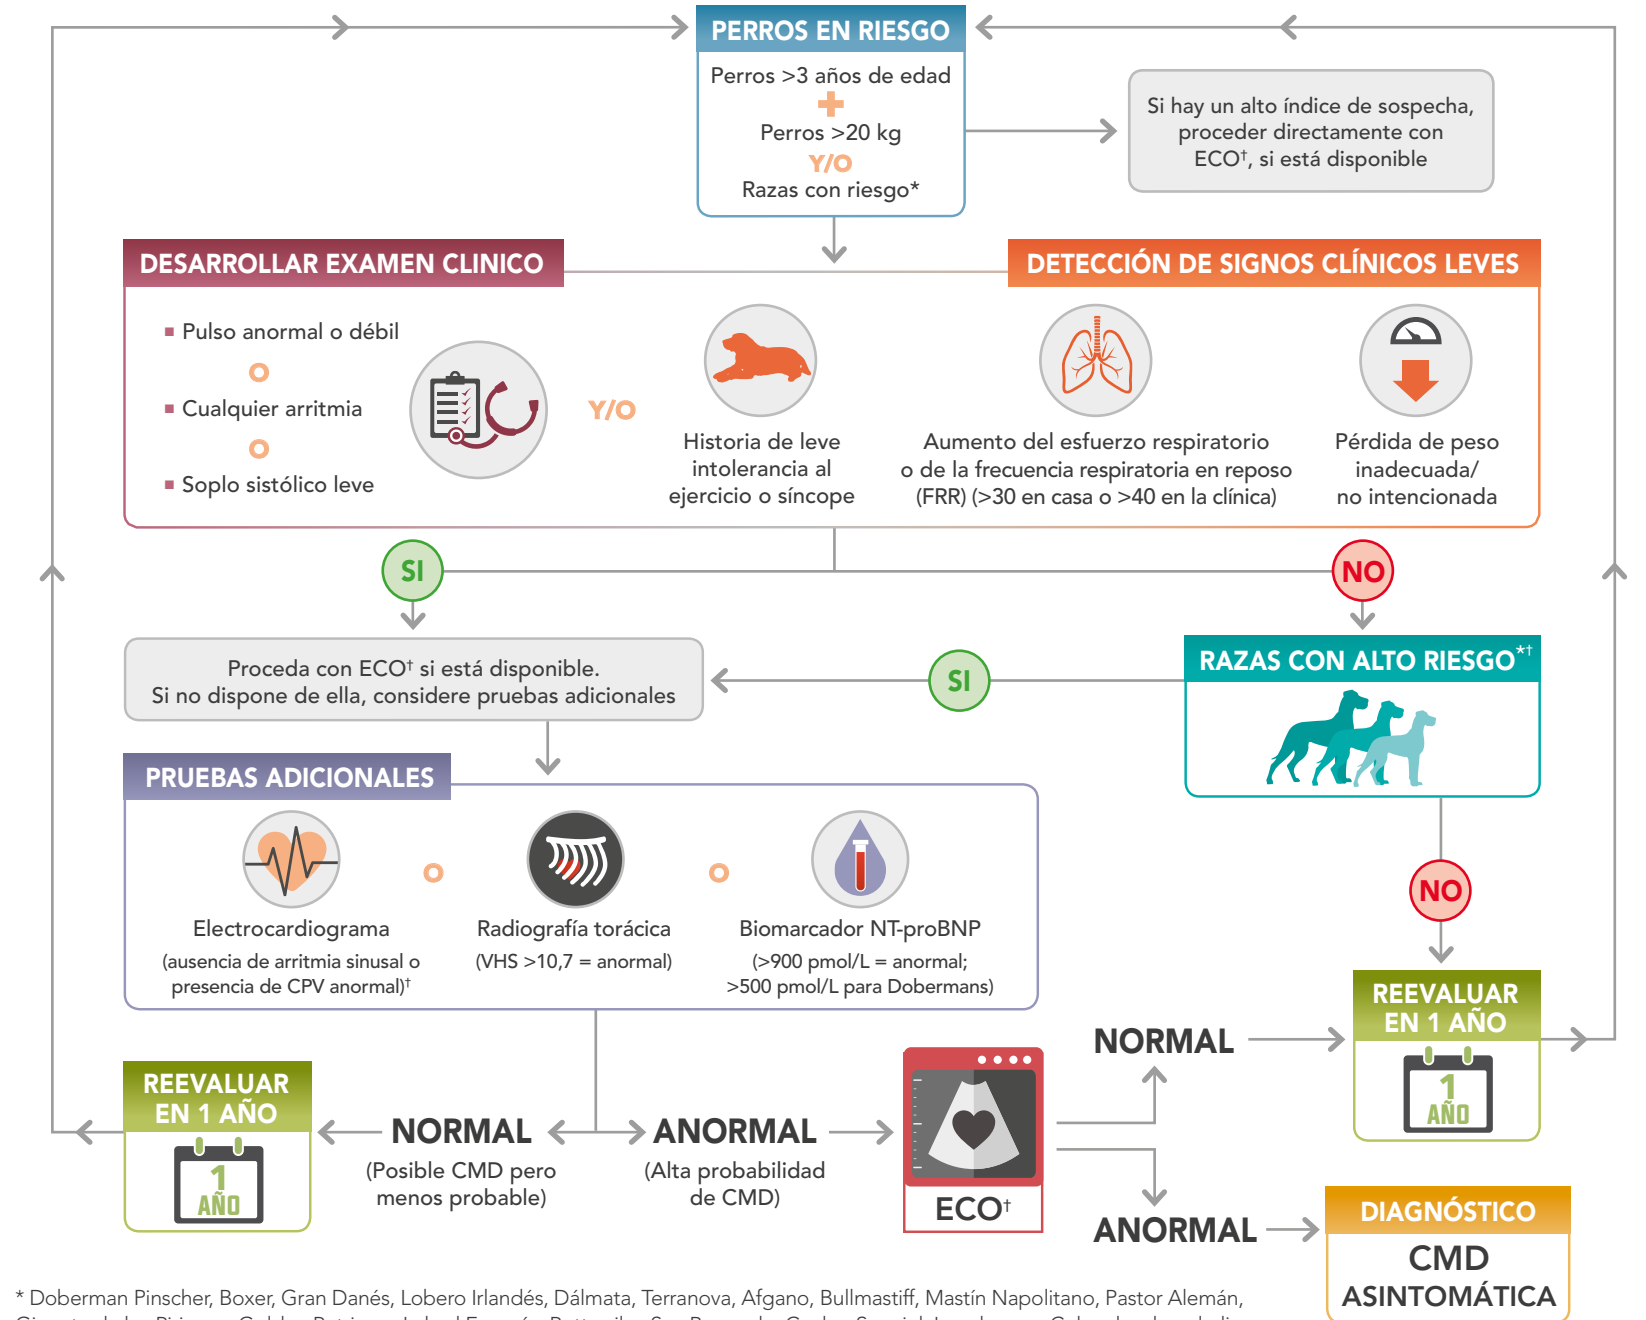 PERROS EN RIESGO
Perros >3 años de edad
Perros >20 kg
Y/O
Razas con riesgo*
Si hay un alto índice de sospecha,
proceder directamente con
ECO†, si está disponible
DESARROLLAR EXAMEN CLINICO
DETECCIÓN DE SIGNOS CLÍNICOS LEVES
Pulso anormal o débil
O
Cualquier arritmia
O
Soplo sistólico leve
Y/O
Historia de leve
intolerancia al
ejercicio o síncope
Aumento del esfuerzo respiratorio
o de la frecuencia respiratoria en reposo
(FRR) (>30 en casa o >40 en la clínica)
Pérdida de peso
inadecuada/
no intencionada
SI
NO
Proceda con ECO† si está disponible.
Si no dispone de ella, considere pruebas adicionales
SI
RAZAS CON ALTO RIESGO*†
NO
PRUEBAS ADICIONALES
Electrocardiograma
(ausencia de arritmia sinusal o
presencia de CPV anormal)†
O
Radiografía torácica
(VHS >10,7 = anormal)
O
Biomarcador NT-proBNP
(>900 pmol/L = anormal;
>500 pmol/L para Dobermans)
REEVALUAR
EN 1 AÑO
1
AÑO
NORMAL
(Posible CMD pero
menos probable)
ANORMAL
(Alta probabilidad
de CMD)
ECO†
NORMAL
REEVALUAR
EN 1 AÑO
1
AÑO
ANORMAL
DIAGNÓSTICO
CMD
ASINTOMÁTICA
* Doberman Pinscher, Boxer, Gran Danés, Lobero Irlandés, Dálmata, Terranova, Afgano, Bullmastiff, Mastín Napolitano, Pastor Alemán,